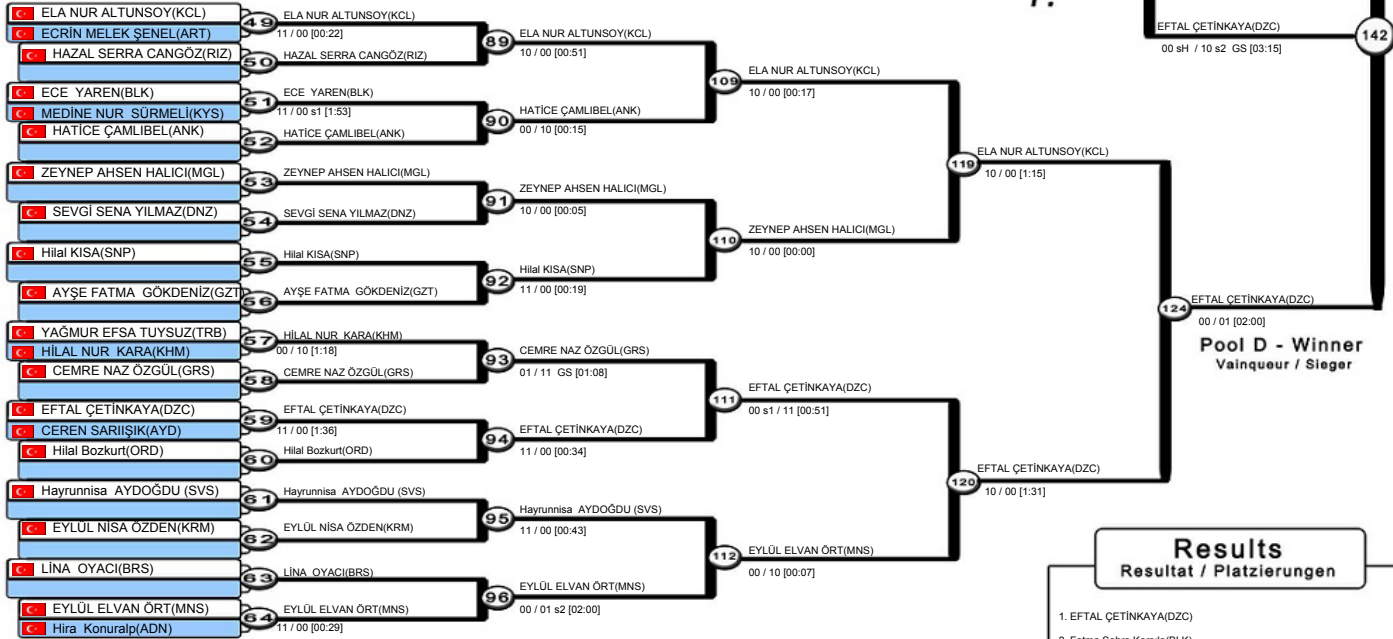 ELA NUR ALTUNSOY(KCL)
ECRİN MELEK ŞENEL(ART)
49
ELA NUR ALTUNSOY(KCL)
11 / 00 [00:22]
HAZAL SERRA CANGÖZ(RIZ)
50
HAZAL SERRA CANGÖZ(RIZ)
89
ELA NUR ALTUNSOY(KCL)
10 / 00 [00:51]
ECE YAREN(BLK)
MEDİNE NUR SÜRMELİ(KYS)
51
ECE YAREN(BLK)
11 / 00 s1 [1:53]
HATİCE ÇAMLIBEL(ANK)
52
HATİCE ÇAMLIBEL(ANK)
90
HATİCE ÇAMLIBEL(ANK)
00 / 10 [00:15]
109
ELA NUR ALTUNSOY(KCL)
10 / 00 [00:17]
ZEYNEP AHSEN HALICI(MGL)
53
ZEYNEP AHSEN HALICI(MGL)
SEVGİ SENA YILMAZ(DNZ)
54
SEVGİ SENA YILMAZ(DNZ)
91
ZEYNEP AHSEN HALICI(MGL)
10 / 00 [00:05]
Hilal KISA(SNP)
55
Hilal KISA(SNP)
AYŞE FATMA GÖKDENİZ(GZT)
56
AYŞE FATMA GÖKDENİZ(GZT)
92
Hilal KISA(SNP)
11 / 00 [00:19]
110
ZEYNEP AHSEN HALICI(MGL)
10 / 00 [00:00]
119
ELA NUR ALTUNSOY(KCL)
10 / 00 [1:15]
YAĞMUR EFSA TUYSUZ(TRB)
HİLAL NUR KARA(KHM)
57
HİLAL NUR KARA(KHM)
00 / 10 [1:18]
CEMRE NAZ ÖZGÜL(GRS)
58
CEMRE NAZ ÖZGÜL(GRS)
93
CEMRE NAZ ÖZGÜL(GRS)
01 / 11 GS [01:08]
EFTAL ÇETİNKAYA(DZC)
CEREN SARIIŞIK(AYD)
59
EFTAL ÇETİNKAYA(DZC)
11 / 00 [1:36]
Hilal Bozkurt(ORD)
60
Hilal Bozkurt(ORD)
94
EFTAL ÇETİNKAYA(DZC)
11 / 00 [00:34]
111
EFTAL ÇETİNKAYA(DZC)
00 s1 / 11 [00:51]
Hayrunnisa AYDOĞDU (SVS)
61
Hayrunnisa AYDOĞDU (SVS)
EYLÜL NİSA ÖZDEN(KRM)
62
EYLÜL NİSA ÖZDEN(KRM)
95
Hayrunnisa AYDOĞDU (SVS)
11 / 00 [00:43]
LİNA OYACI(BRS)
63
LİNA OYACI(BRS)
EYLÜL ELVAN ÖRT(MNS)
Hira Konuralp(ADN)
64
EYLÜL ELVAN ÖRT(MNS)
11 / 00 [00:29]
96
EYLÜL ELVAN ÖRT(MNS)
00 / 01 s2 [02:00]
112
EYLÜL ELVAN ÖRT(MNS)
00 / 10 [00:07]
120
EFTAL ÇETİNKAYA(DZC)
10 / 00 [1:31]
124
EFTAL ÇETİNKAYA(DZC)
00 / 01 [02:00]
Pool D - Winner
Vainqueur / Sieger
EFTAL ÇETİNKAYA(DZC)
00 sH / 10 s2 GS [03:15]
142
Results
Resultat / Platzierungen
1. EFTAL ÇETİNKAYA(DZC)